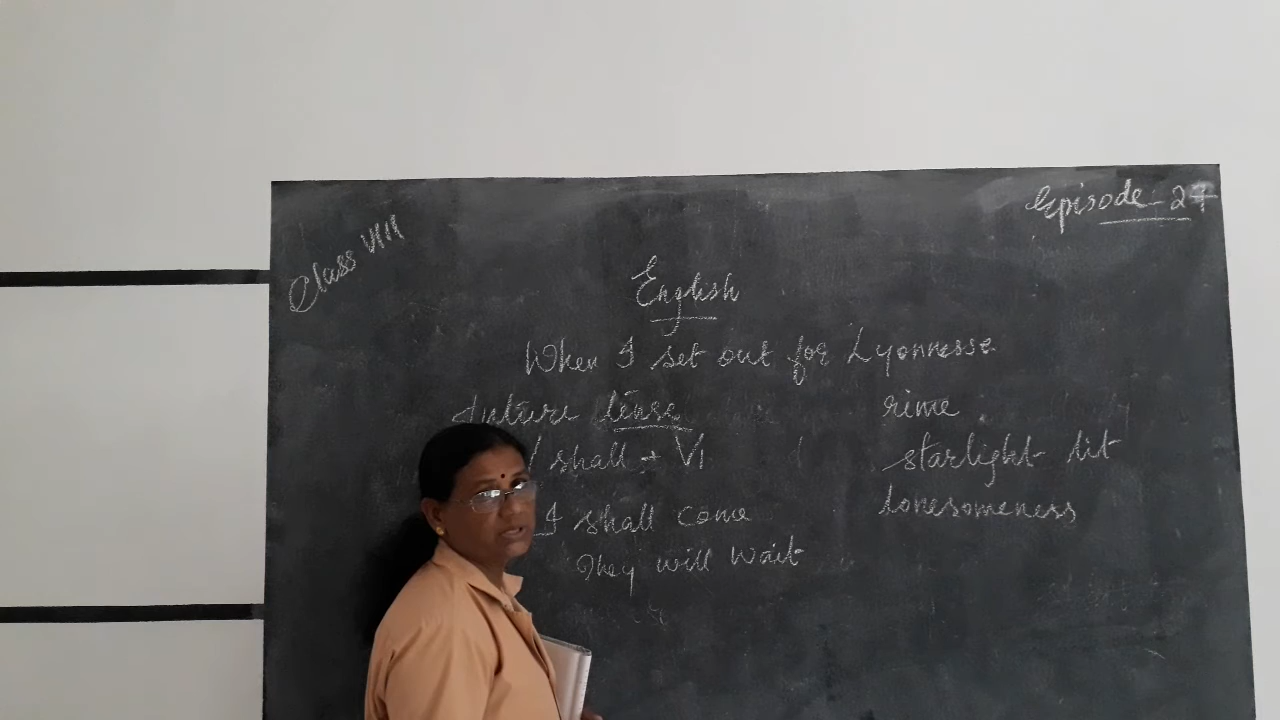 Episode - 27
Class VIII
English
When I set out for Lyonnesse
Future tense
rime
/ shall + V1
starlight lit
I shall come
lonesomeness
They will wait